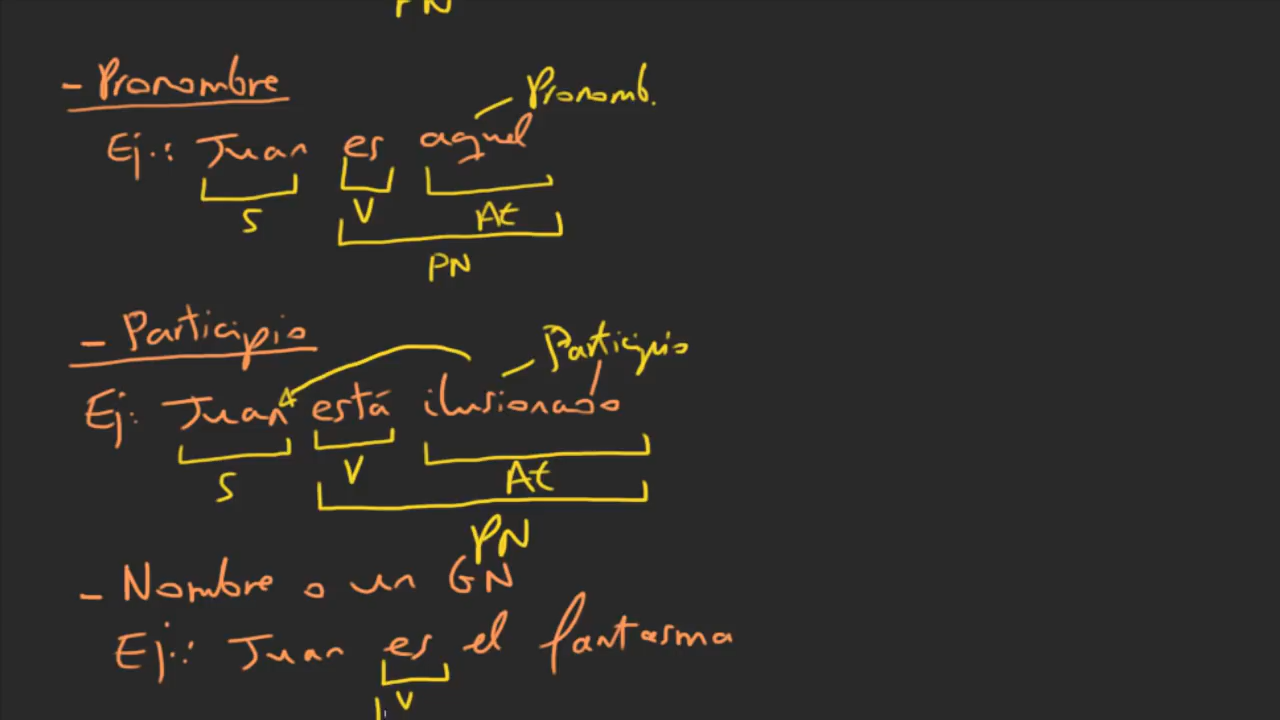 PN
- Pronombre
Pronomb.
Ej.: Juan es aquel
S V At
PN
- Participio
Participio
Ej: Juan está ilusionado
S V At
PN
- Nombre o un GN
Ej.: Juan es el fantasma
V